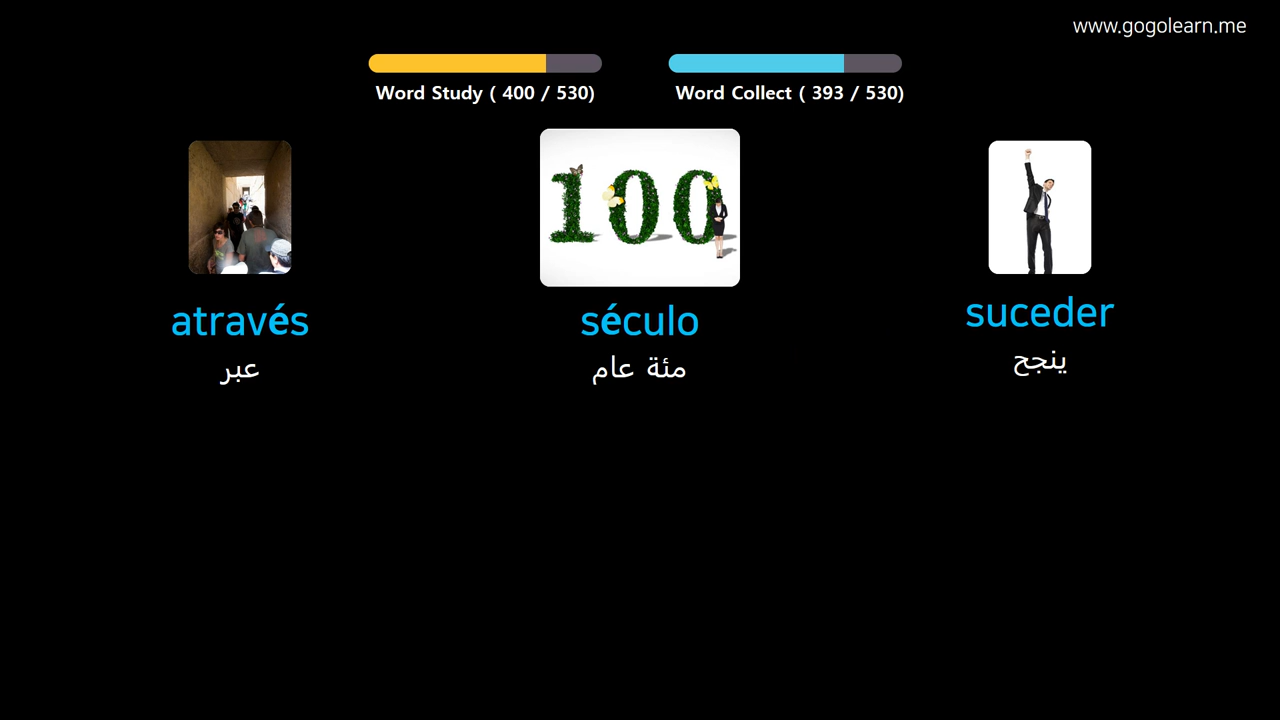 www.gogolearn.me
Word Study ( 400 / 530)
Word Collect ( 393 / 530)
100
através
عبر
século
مئة عام
suceder
ينجح